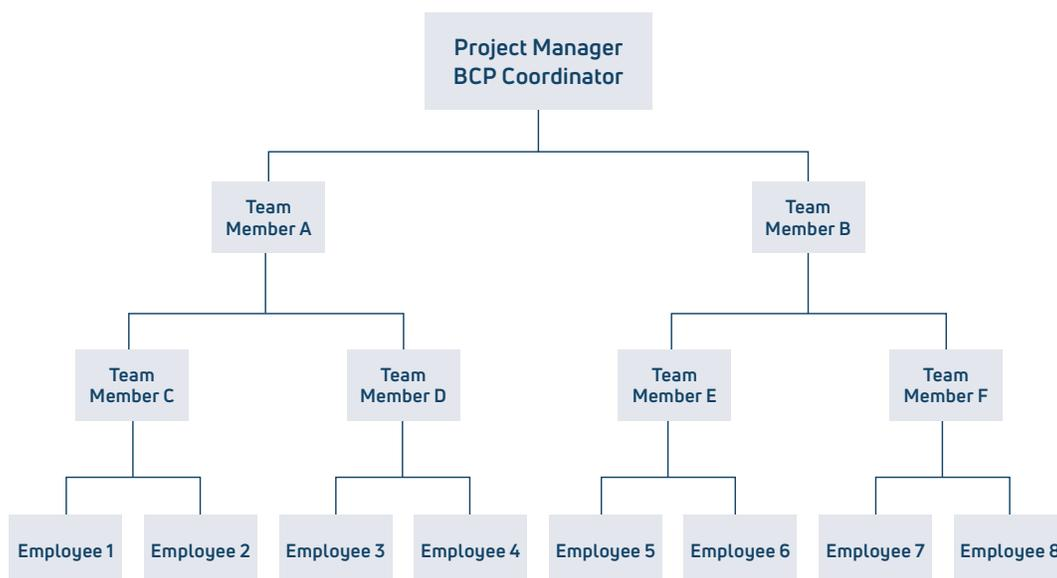 Project Manager
BCP Coordinator
Team
Member A
Team
Member B
Team
Member C
Team
Member D
Team
Member E
Team
Member F
Employee 1
Employee 2
Employee 3
Employee 4
Employee 5
Employee 6
Employee 7
Employee 8